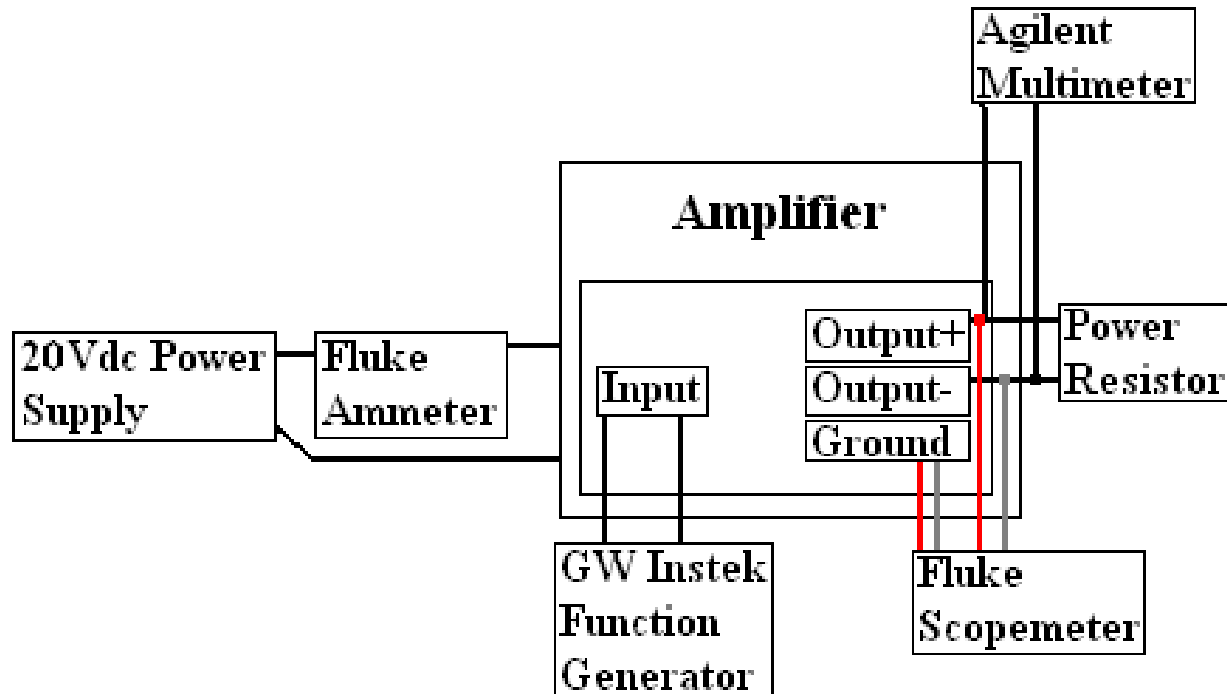 Agilent
Multimeter
Amplifier
20Vdc Power
Supply
Fluke
Ammeter
Input
Output+
Output-
Ground
Power
Resistor
GW Instek
Function
Generator
Fluke
Scopemeter